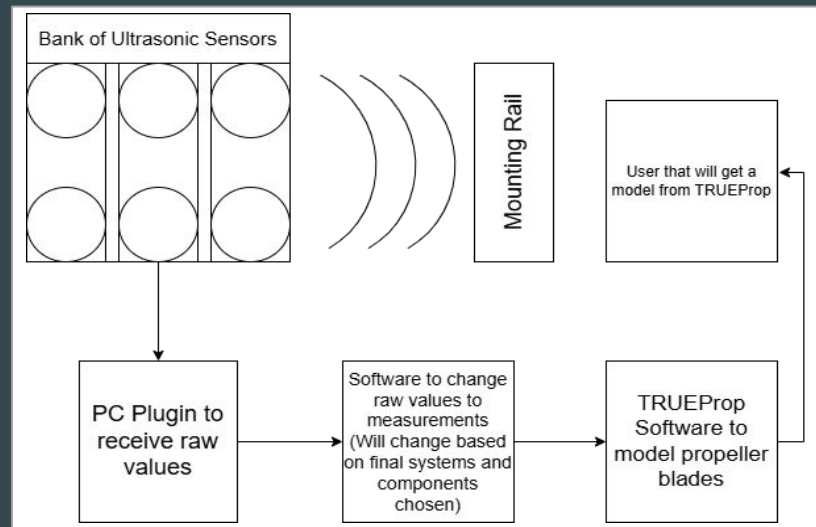 Bank of Ultrasonic Sensors
Mounting Rail
User that will get a
model from TRUEProp
PC Plugin to
receive raw
values
Software to change
raw values to
measurements
(Will change based
on final systems and
components
chosen)
TRUEProp
Software to
model propeller
blades